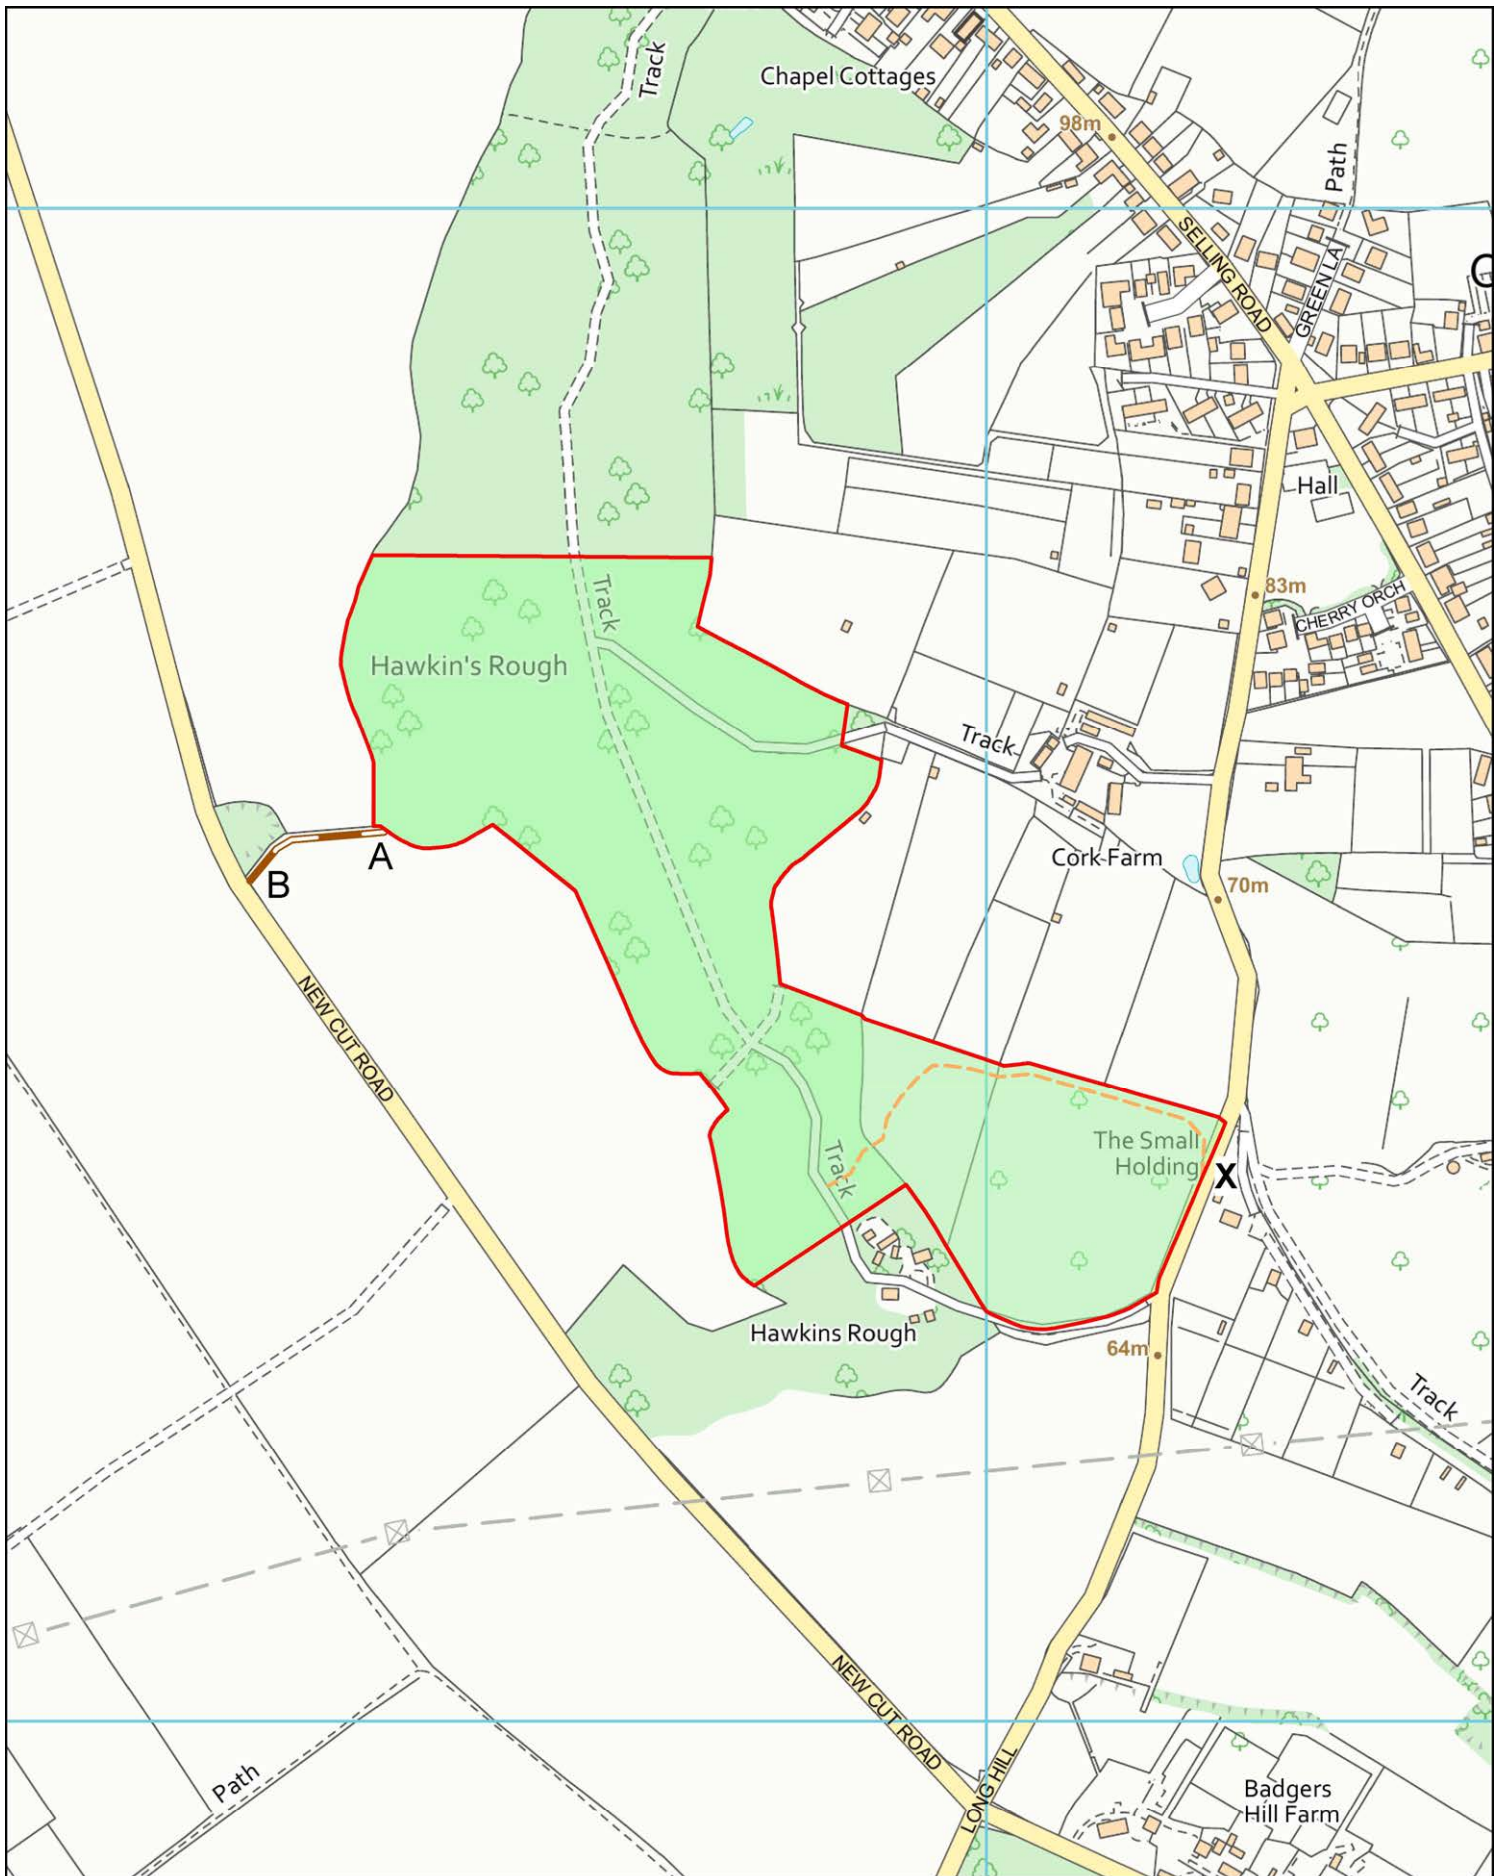 Track
Chapel Cottages
98m
Path
SELLING ROAD
GREEN LA
Hall
83m
CHERRY ORCH
Track
Hawkin's Rough
Track
A
B
Cork Farm
70m
NEW CUT ROAD
The Small
Holding
X
Track
Hawkins Rough
64m
Track
NEW CUT ROAD
LONG HILL
Path
Badgers
Hill Farm